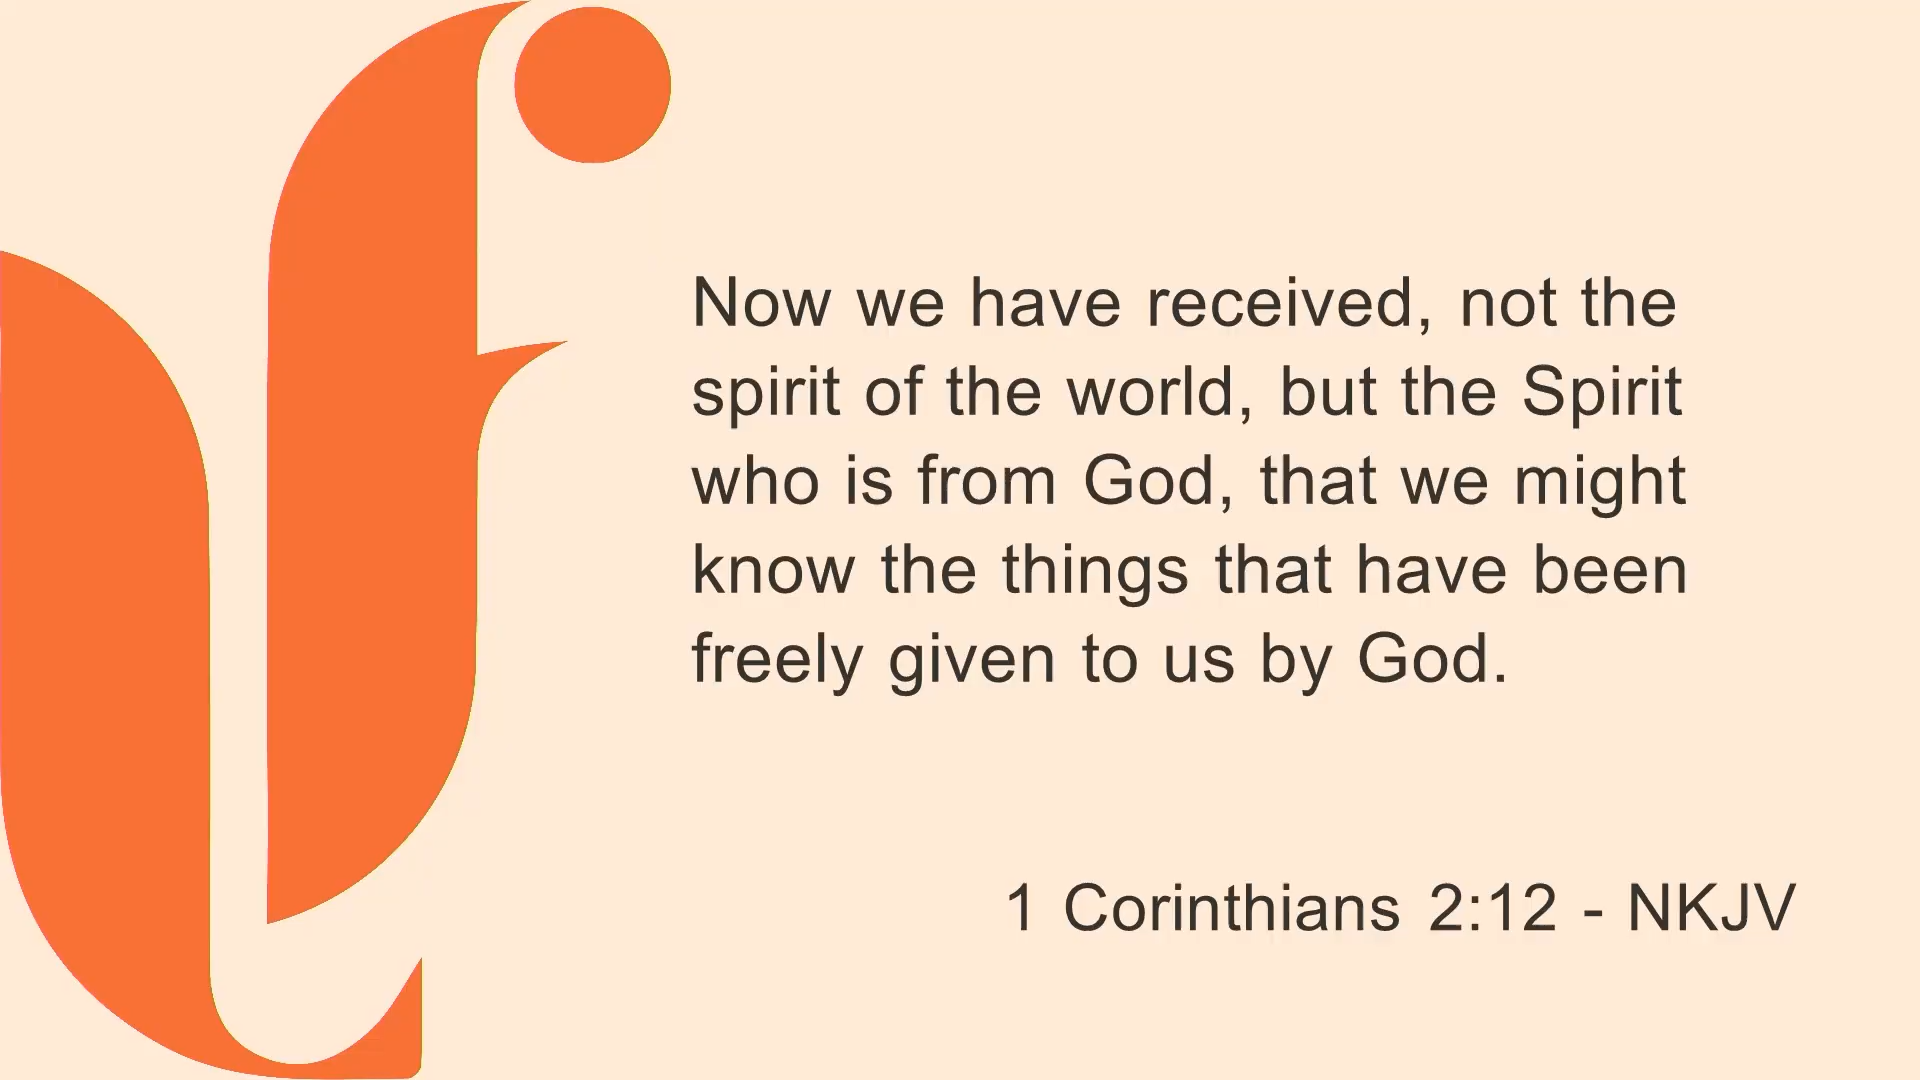 Now we have received, not the
spirit of the world, but the Spirit
who is from God, that we might
know the things that have been
freely given to us by God.
1 Corinthians 2:12 - NKJV